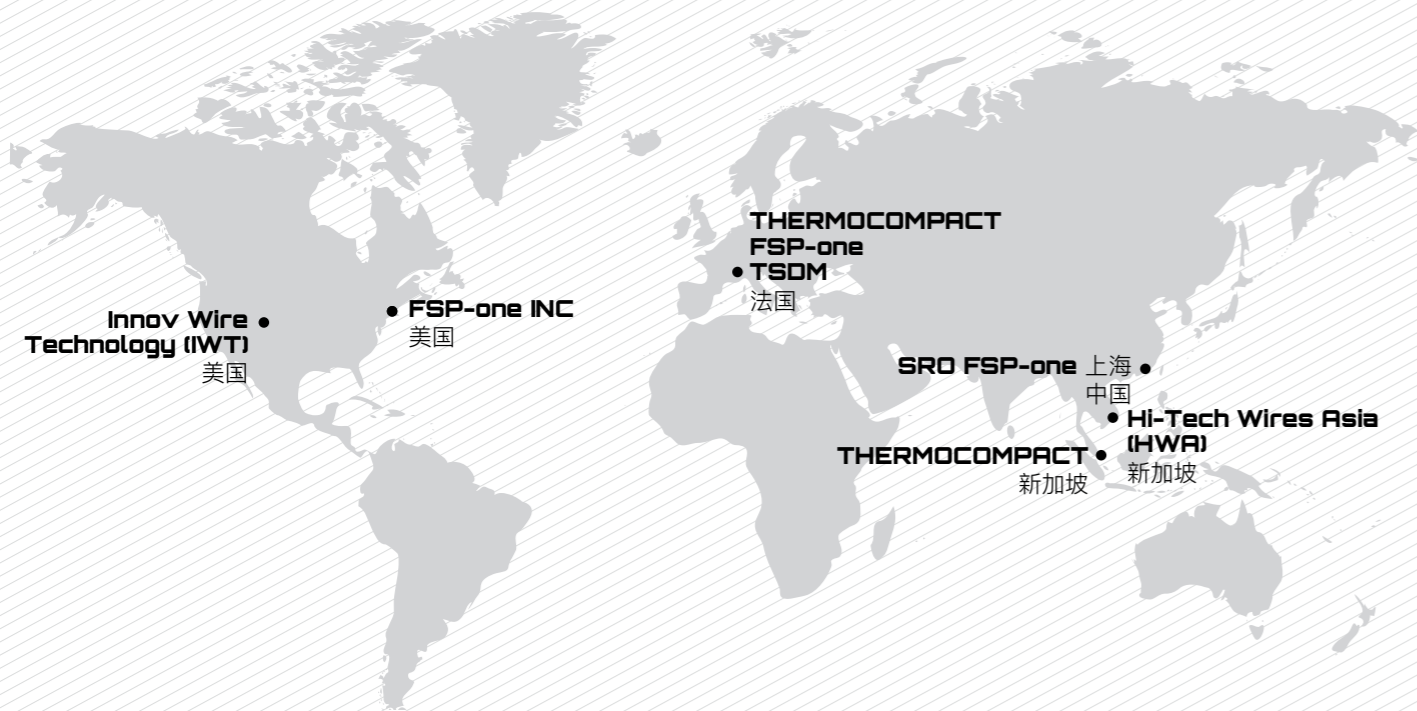 THERMOCOMPACT
FSP-one
TSDM
法国
FSP-one INC
美国
Innov Wire
Technology (IWT)
美国
SRO FSP-one 上海
中国
Hi-Tech Wires Asia
(HWA)
新加坡
THERMOCOMPACT
新加坡